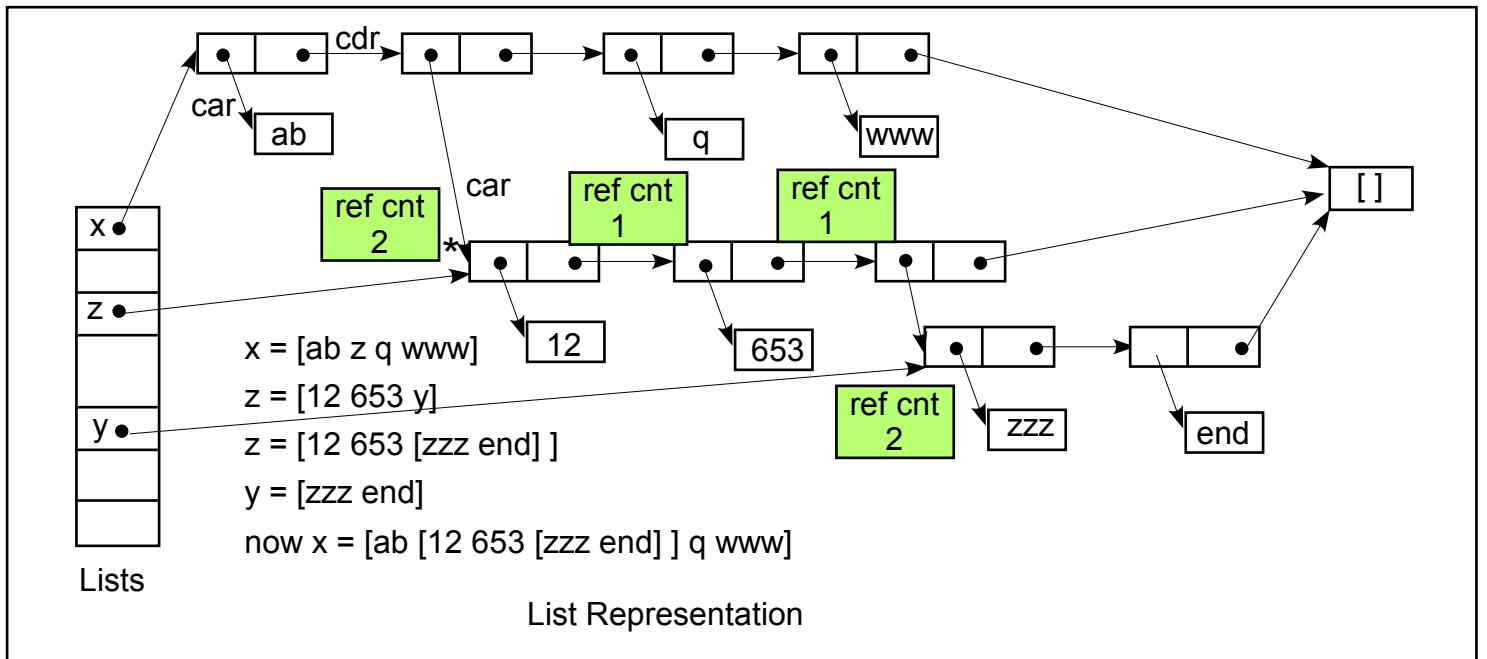 cdr
car
ab
q
www
[ ]
car
ref cnt
2
ref cnt
1
ref cnt
1
*
x
z
y
12
653
x = [ab z q www]
z = [12 653 y]
z = [12 653 [zzz end] ]
y = [zzz end]
now x = [ab [12 653 [zzz end] ] q www]
ref cnt
2
zzz
end
Lists
List Representation